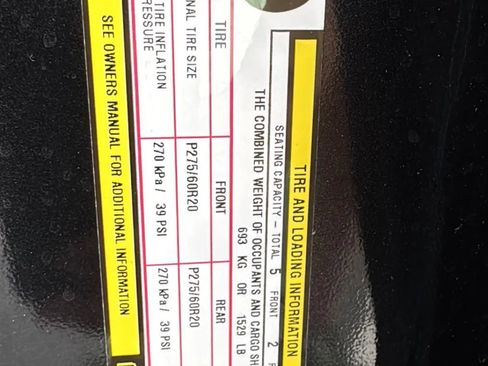 TIRE AND LOADING INFORMATION
SEATING CAPACITY - TOTAL 5 FRONT 2
THE COMBINED WEIGHT OF OCCUPANTS AND CARGO SH
693 KG OR 1529 LB
TIRE FRONT REAR
NAL TIRE SIZE P275/60R20 P275/60R20
TIRE INFLATION
PRESSURE 270 kPa / 39 PSI 270 kPa / 39 PSI
SEE OWNERS MANUAL FOR ADDITIONAL INFORMATION